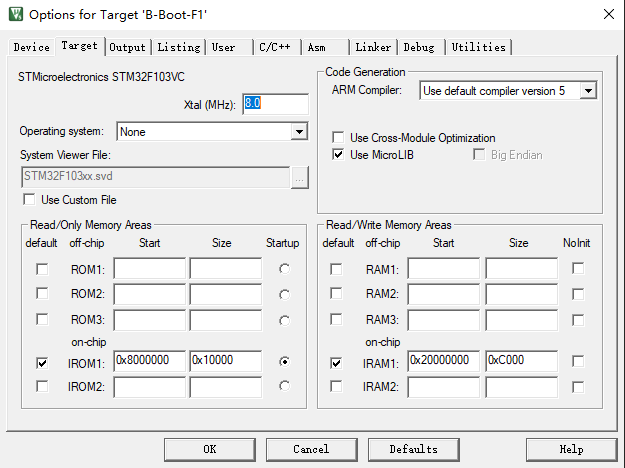 Options for Target 'B-Boot-F1'
Device Target Output Listing User C/C++ Asm Linker Debug Utilities
STMicroelectronics STM32F103VC
Xtal (MHz): 8.0
Operating system: None
System Viewer File:
STM32F103xx.svd ...
Use Custom File
Code Generation
ARM Compiler: Use default compiler version 5
Use Cross-Module Optimization
Use MicroLIB Big Endian
Read/Only Memory Areas
default off-chip Start Size Startup
ROM1:
ROM2:
ROM3:
on-chip
IROM1: 0x8000000 0x10000
IROM2:
Read/Write Memory Areas
default off-chip Start Size NoInit
RAM1:
RAM2:
RAM3:
on-chip
IRAM1: 0x20000000 0xC000
IRAM2:
OK Cancel Defaults Help